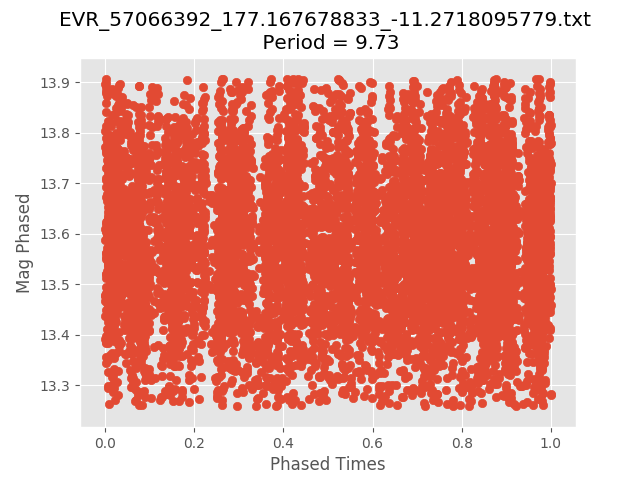 EVR_57066392_177.167678833_-11.2718095779.txt
Period = 9.73
13.9
13.8
13.7
13.6
13.5
13.4
13.3
Mag Phased
0.0 0.2 0.4 0.6 0.8 1.0
Phased Times